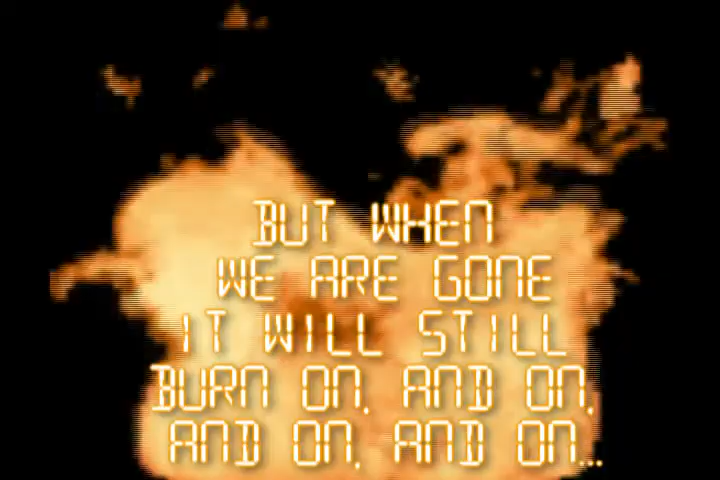 BUT WHEN
WE ARE GONE
IT WILL STILL
BURN ON, AND ON,
AND ON, AND ON...